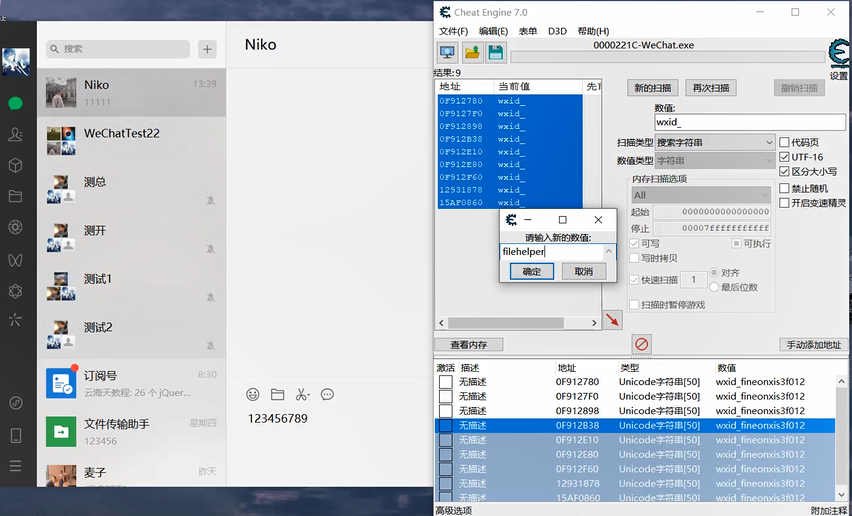 搜索
Niko
13:39
11111
WeChatTest22
测总
测开
测试1
测试2
订阅号
8:30
云海天教程: 26 个 jQuer...
文件传输助手
星期四
123456
麦子
昨天
Niko
123456789
Cheat Engine 7.0
文件(F) 编辑(E) 表单 D3D 帮助(H)
0000221C-WeChat.exe
设置
结果: 9
地址 当前值
0F912780 wxid_
0F9127F0 wxid_
0F912898 wxid_
0F912B38 wxid_
0F912E10 wxid_
0F912E80 wxid_
0F912F60 wxid_
12931878 wxid_
15AF0860 wxid_
新的扫描 再次扫描 撤销扫描
数值:
wxid_
扫描类型 搜索字符串
数值类型 字符串
代码页
UTF-16
区分大小写
内存扫描选项
All
起始 0000000000000000
停止 00007fffffffffff
可写 可执行
写时拷贝
快速扫描 1 对齐
最后位数
扫描时暂停游戏
禁止随机
开启变速精灵
请输入新的数值:
filehelper
确定 取消
查看内存
手动添加地址
激活 描述 地址 类型 数值
无描述 0F912780 Unicode字符串[50] wxid_fineonxis3f012
无描述 0F9127F0 Unicode字符串[50] wxid_fineonxis3f012
无描述 0F912898 Unicode字符串[50] wxid_fineonxis3f012
无描述 0F912B38 Unicode字符串[50] wxid_fineonxis3f012
无描述 0F912E10 Unicode字符串[50] wxid_fineonxis3f012
无描述 0F912E80 Unicode字符串[50] wxid_fineonxis3f012
无描述 0F912F60 Unicode字符串[50] wxid_fineonxis3f012
无描述 12931878 Unicode字符串[50] wxid_fineonxis3f012
无描述 15AF0860 Unicode字符串[50] wxid_fineonxis3f012
高级选项
附加注释